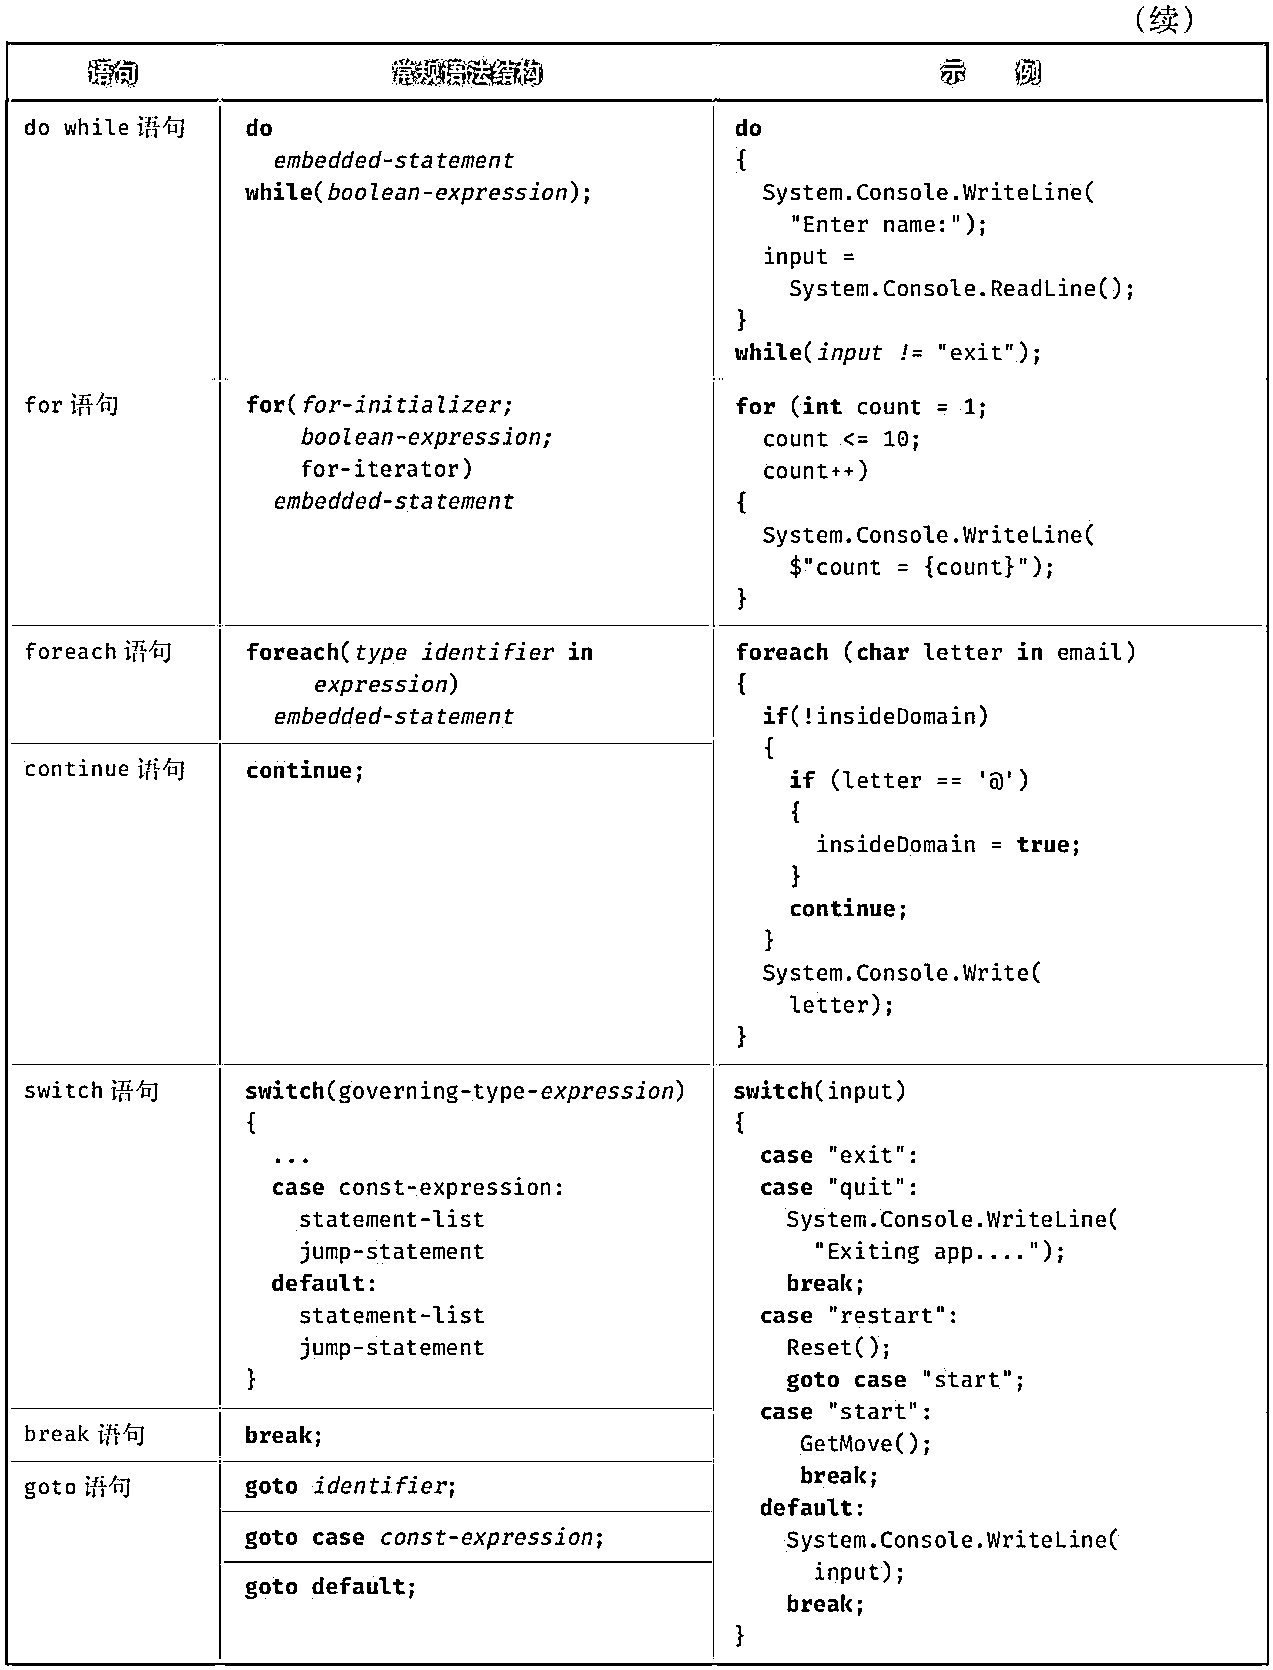 （续）
语句 常规语法结构 示 例
do while 语句
do
  embedded-statement
while(boolean-expression);
do
{
  System.Console.WriteLine(
    "Enter name:");
  input =
    System.Console.ReadLine();
}
while(input != "exit");
for 语句
for(for-initializer;
    boolean-expression;
    for-iterator)
  embedded-statement
for (int count = 1;
  count <= 10;
  count++)
{
  System.Console.WriteLine(
    $"count = {count}");
}
foreach 语句
foreach(type identifier in
     expression)
  embedded-statement
continue 语句
continue;
foreach (char letter in email)
{
  if(!insideDomain)
  {
    if (letter == '@')
    {
      insideDomain = true;
    }
    continue;
  }
  System.Console.Write(
    letter);
}
switch 语句
switch(governing-type-expression)
{
  ...
  case const-expression:
    statement-list
    jump-statement
  default:
    statement-list
    jump-statement
}
break 语句
break;
goto 语句
goto identifier;
goto case const-expression;
goto default;
switch(input)
{
  case "exit":
  case "quit":
    System.Console.WriteLine(
      "Exiting app....");
    break;
  case "restart":
    Reset();
    goto case "start";
  case "start":
     GetMove();
     break;
  default:
    System.Console.WriteLine(
      input);
    break;
}